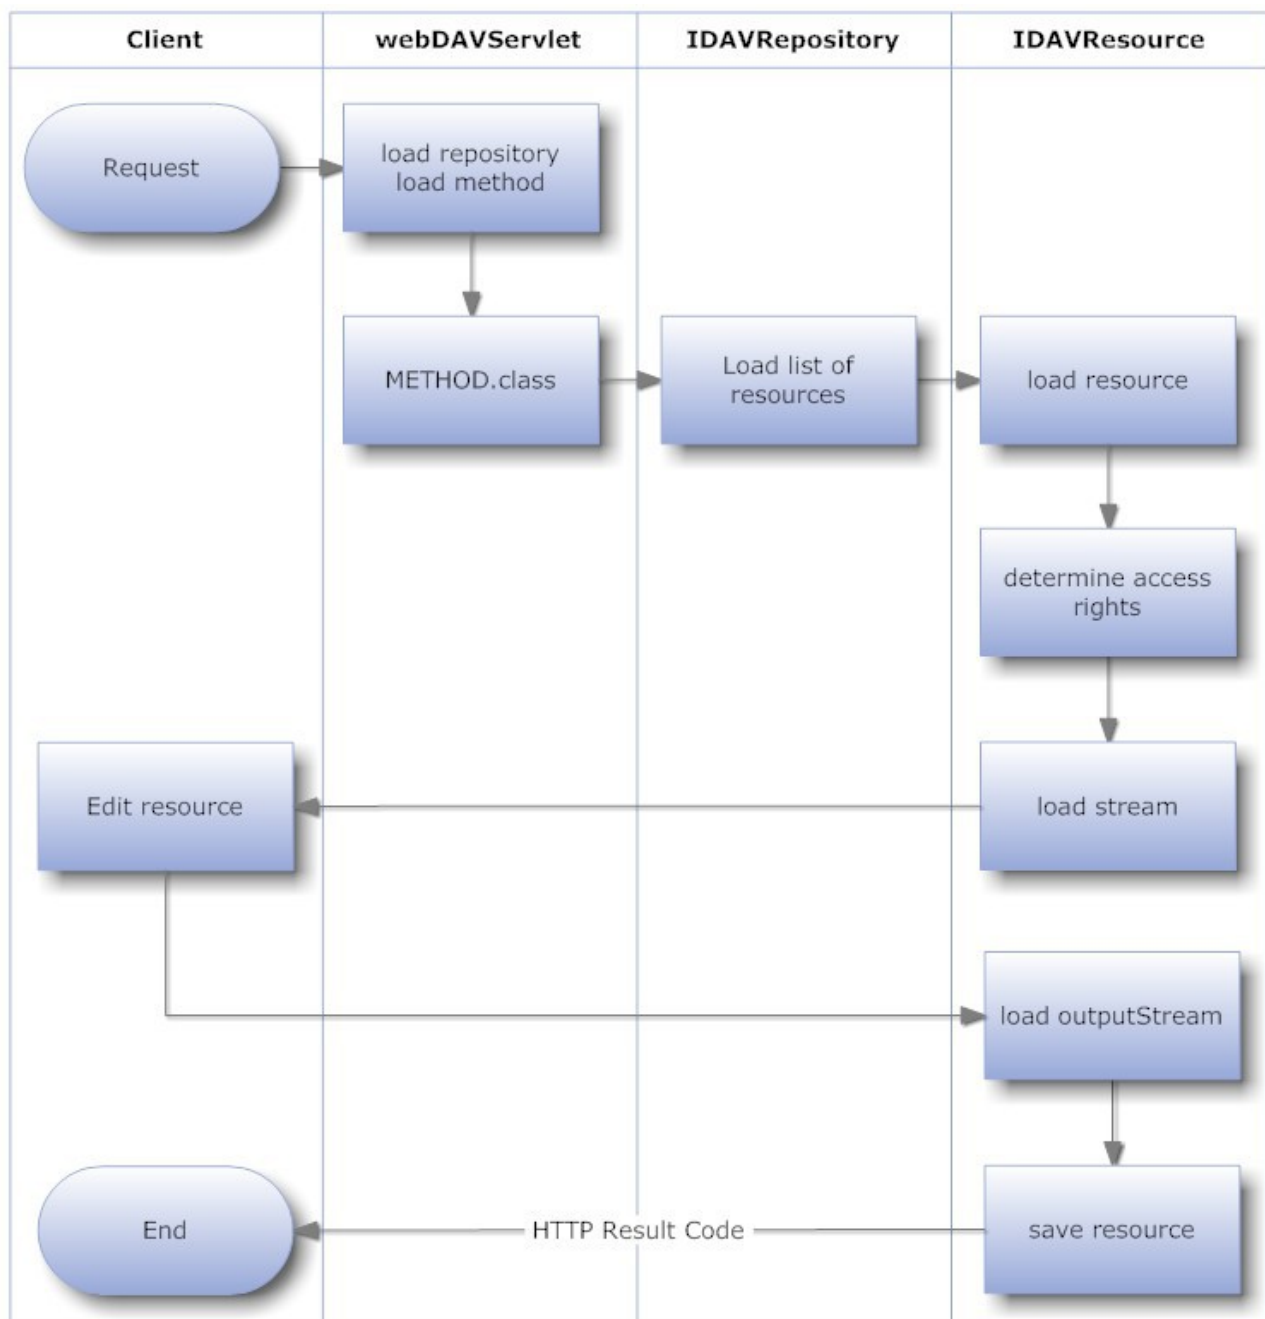 Client
webDAVServlet
IDAVRepository
IDAVResource
Request
load repository
load method
METHOD.class
Load list of
resources
load resource
determine access
rights
Edit resource
load stream
load outputStream
End
HTTP Result Code
save resource